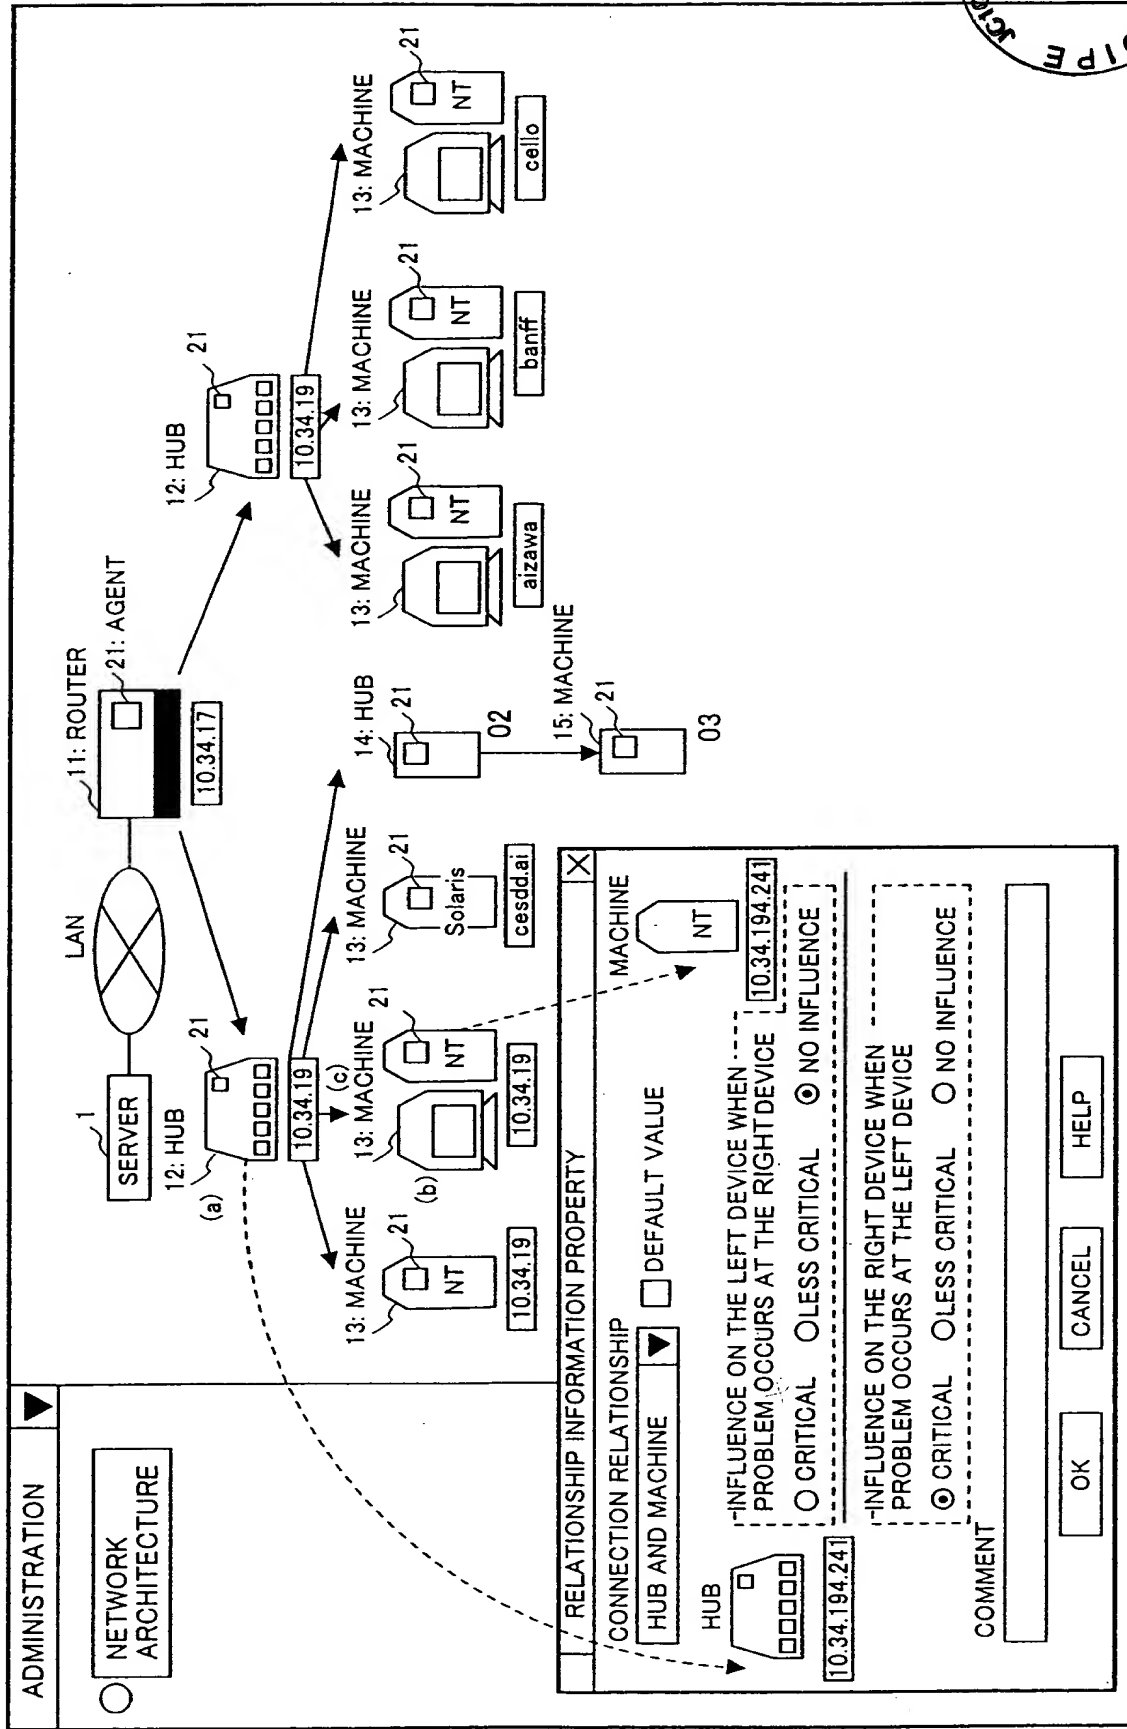 ADMINISTRATION
NETWORK
ARCHITECTURE
1
SERVER
LAN
11: ROUTER
21: AGENT
10.34.17
12: HUB
21
(a)
10.34.19
12: HUB
21
10.34.19
13: MACHINE
21
NT
10.34.19
(c)
13: MACHINE
21
(b)
NT
10.34.19
13: MACHINE
21
Solaris
cesdd.ai
14: HUB
21
02
15: MACHINE
21
03
13: MACHINE
21
NT
aizawa
13: MACHINE
21
NT
banff
13: MACHINE
21
NT
cello
RELATIONSHIP INFORMATION PROPERTY
CONNECTION RELATIONSHIP
HUB AND MACHINE
DEFAULT VALUE
HUB
10.34.194.241
MACHINE
NT
10.34.194.241
INFLUENCE ON THE LEFT DEVICE WHEN
PROBLEM OCCURS AT THE RIGHT DEVICE
CRITICAL LESS CRITICAL NO INFLUENCE
INFLUENCE ON THE RIGHT DEVICE WHEN
PROBLEM OCCURS AT THE LEFT DEVICE
CRITICAL LESS CRITICAL NO INFLUENCE
COMMENT
OK CANCEL HELP